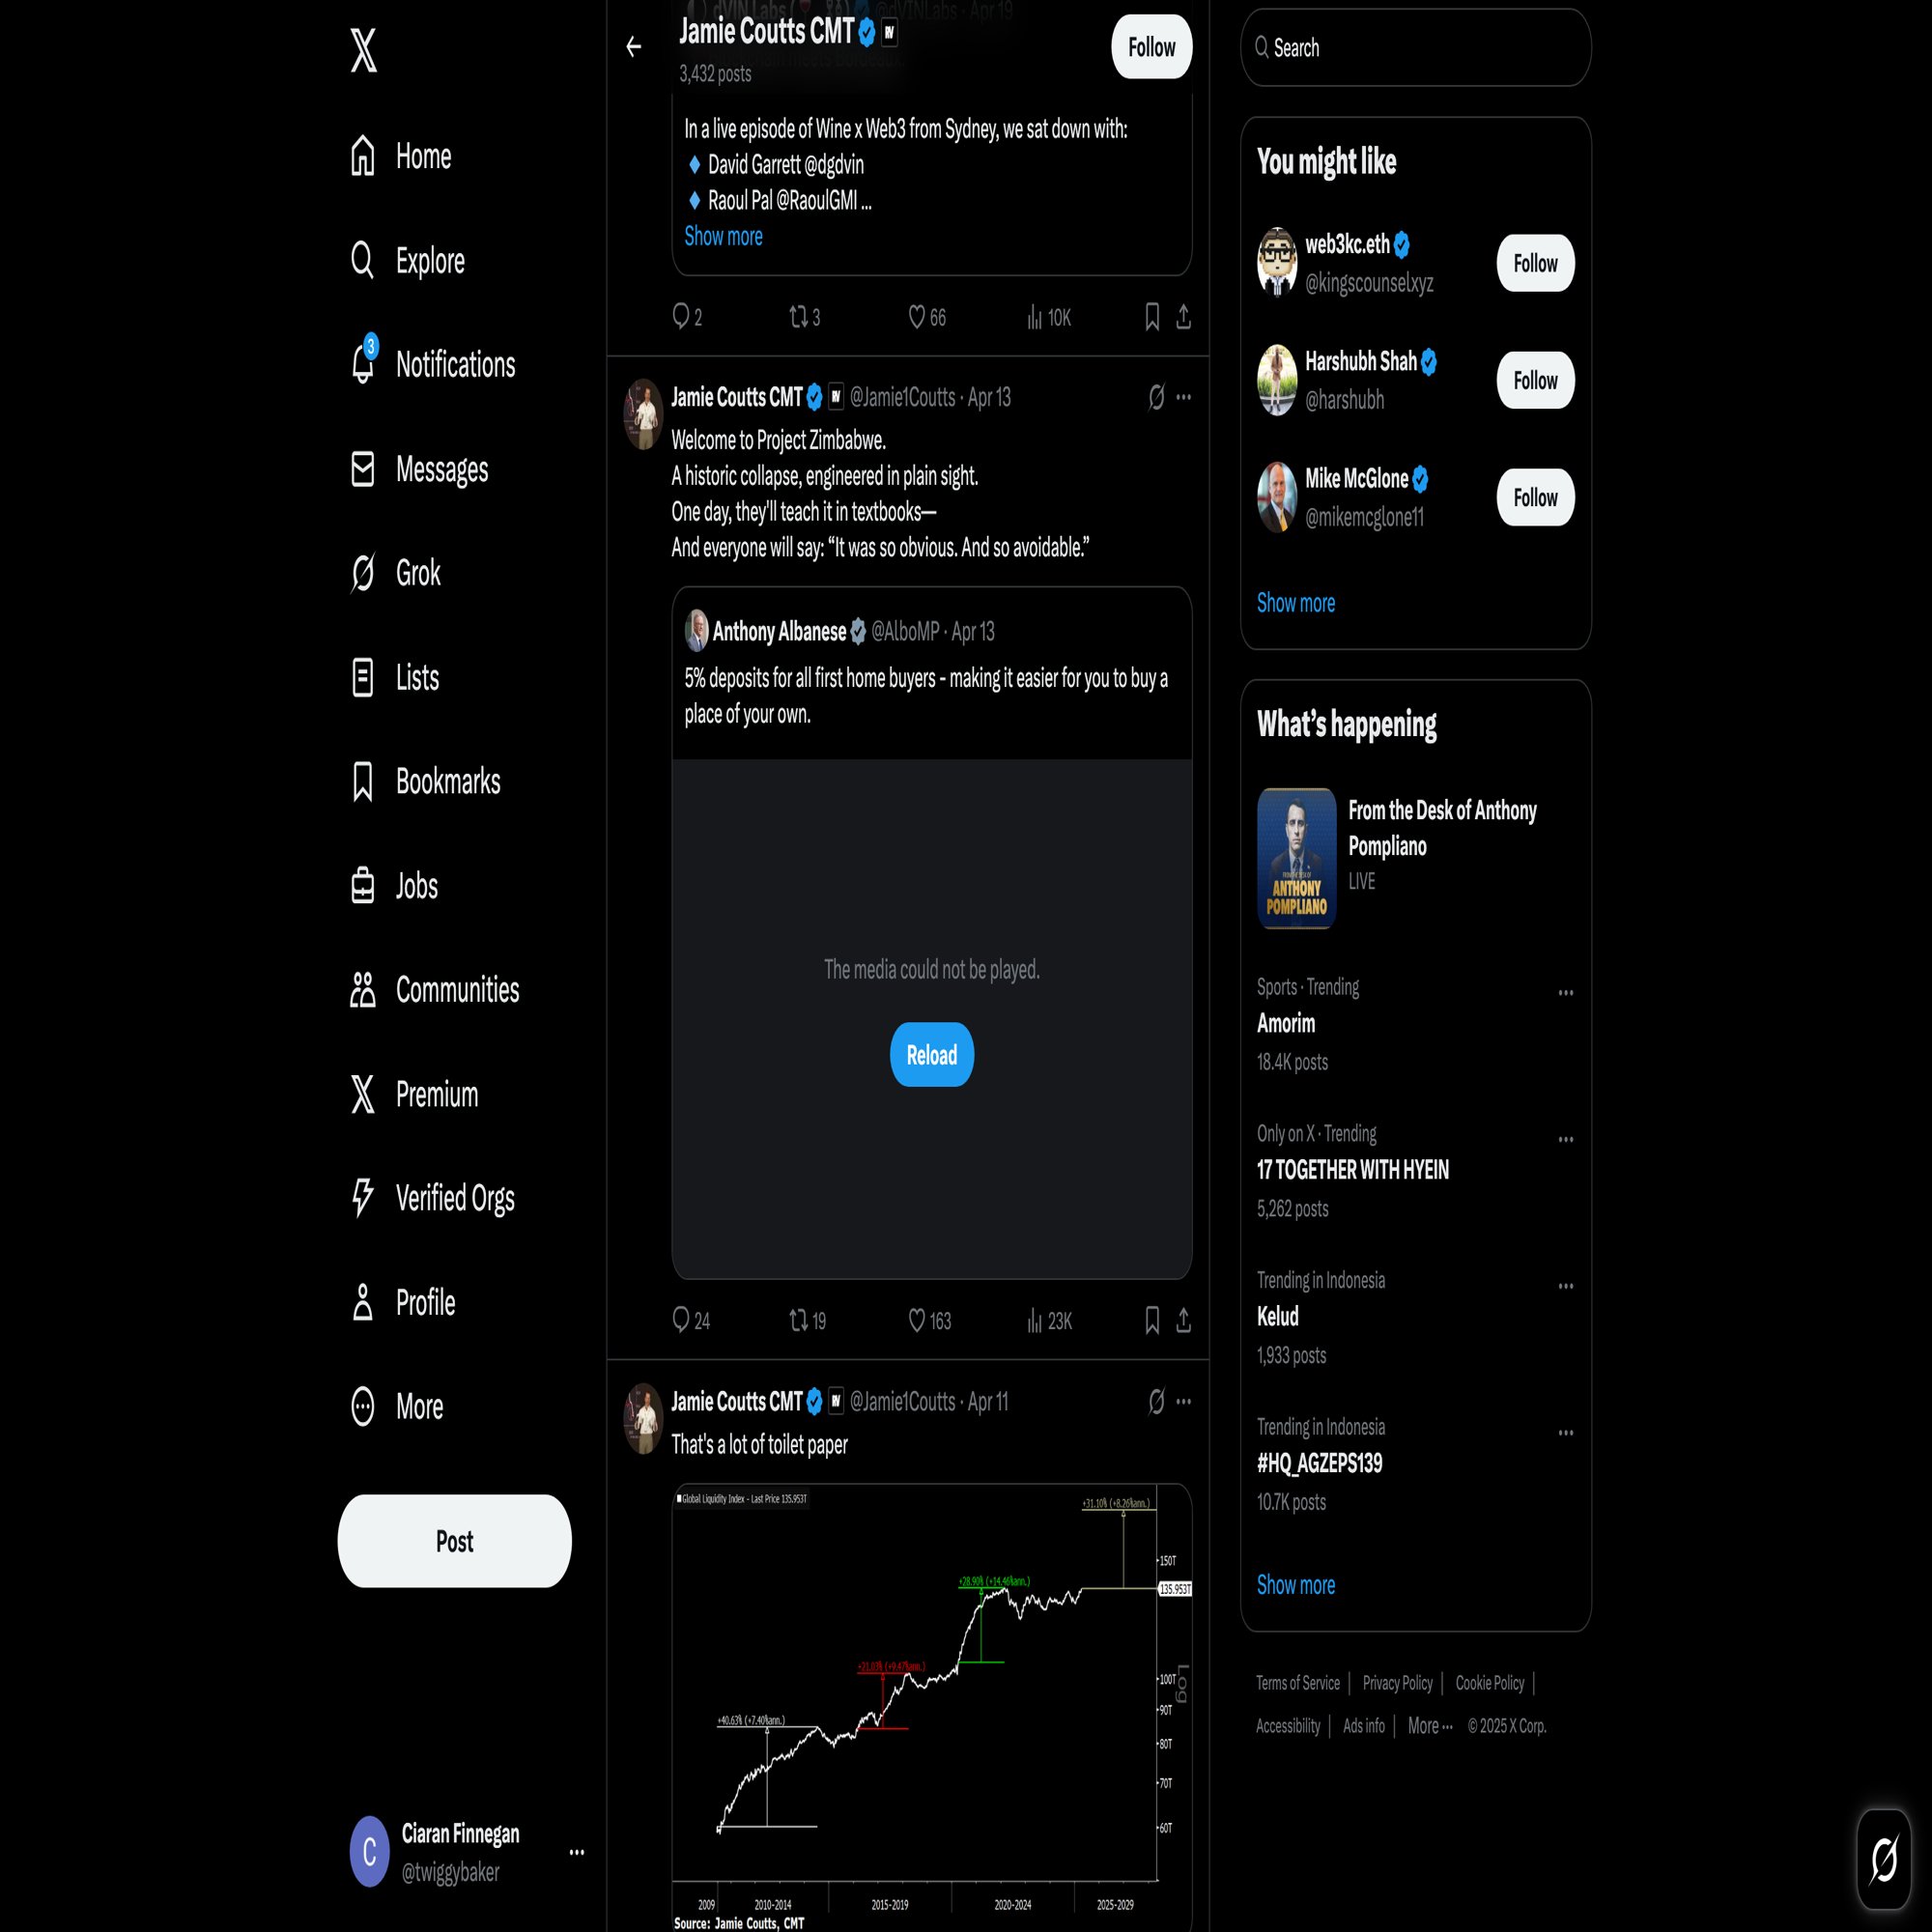 Home
Explore
3
Notifications
Messages
Grok
Lists
Bookmarks
Jobs
Communities
Premium
Verified Orgs
Profile
More
Post
C
Ciaran Finnegan
@twiggybaker
dVIN Labs @dVINLabs · Apr 19
Jamie Coutts CMT
3,432 posts
Follow
In a live episode of Wine x Web3 from Sydney, we sat down with:
David Garrett @dgdvin
Raoul Pal @RaoulGMI ...
Show more
2 3 66 10K
Jamie Coutts CMT @Jamie1Coutts · Apr 13
Welcome to Project Zimbabwe.
A historic collapse, engineered in plain sight.
One day, they'll teach it in textbooks—
And everyone will say: “It was so obvious. And so avoidable.”
Anthony Albanese @AlboMP · Apr 13
5% deposits for all first home buyers - making it easier for you to buy a
place of your own.
The media could not be played.
Reload
24 19 163 23K
Jamie Coutts CMT @Jamie1Coutts · Apr 11
That's a lot of toilet paper
Global Liquidity Index - Last Price 135.953T
+31.10% (+8.26%ann.)
150T
+28.90% (+14.46%ann.)
135.953T
+21.03% (+9.47%ann.)
100T
Log
90T
+40.63% (+7.40%ann.)
80T
70T
60T
2009 2010-2014 2015-2019 2020-2024 2025-2029
Source: Jamie Coutts, CMT
Search
You might like
web3kc.eth
@kingscounselxyz
Follow
Harshubh Shah
@harshubh
Follow
Mike McGlone
@mikemcglone11
Follow
Show more
What’s happening
ANTHONY
POMPLIANO
From the Desk of Anthony
Pompliano
LIVE
Sports · Trending
Amorim
18.4K posts
Only on X · Trending
17 TOGETHER WITH HYEIN
5,262 posts
Trending in Indonesia
Kelud
1,933 posts
Trending in Indonesia
#HQ_AGZEPS139
10.7K posts
Show more
Terms of Service | Privacy Policy | Cookie Policy |
Accessibility | Ads info | More ··· © 2025 X Corp.